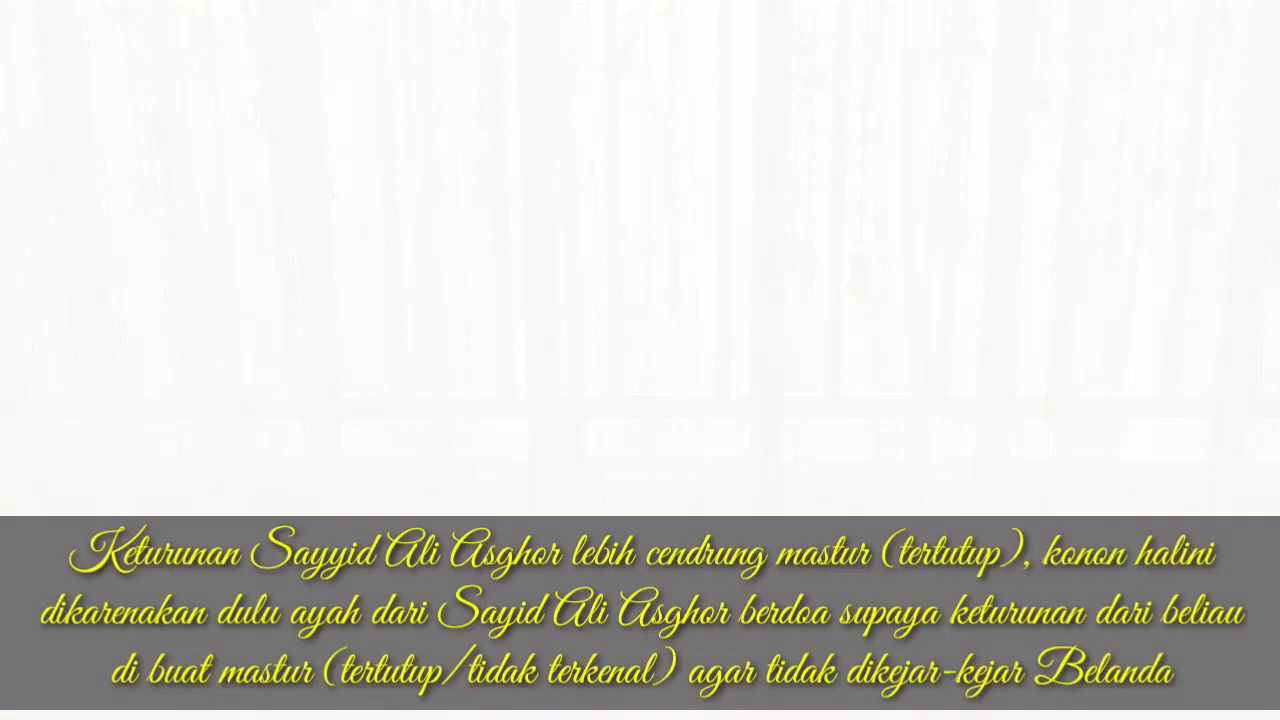 Keturunan Sayyid Ali Asghor lebih cendrung mastur (tertutup), konon halini
dikarenakan dulu ayah dari Sayid Ali Asghor berdoa supaya keturunan dari beliau
di buat mastur (tertutup/tidak terkenal) agar tidak dikejar-kejar Belanda